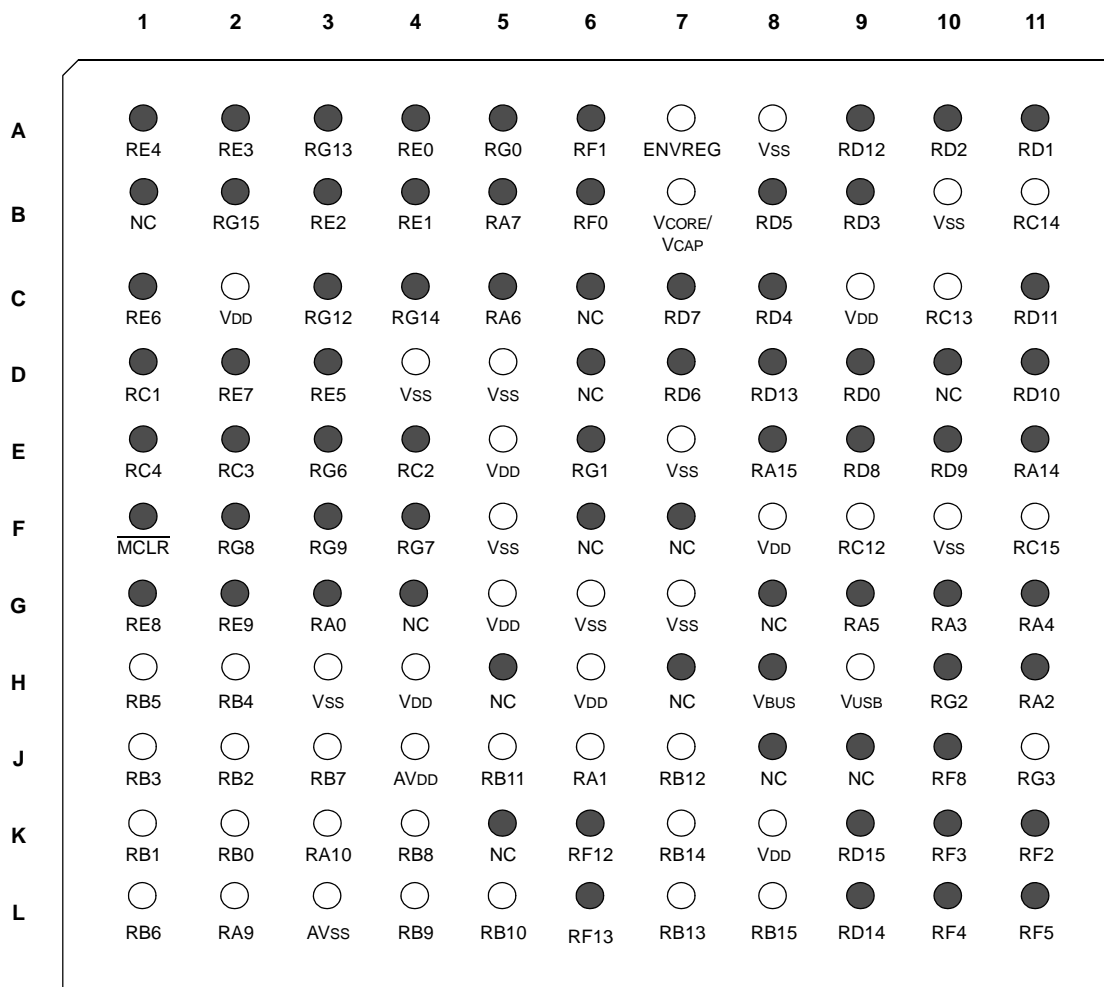 1 2 3 4 5 6 7 8 9 10 11
A
RE4 RE3 RG13 RE0 RG0 RF1 ENVREG VSS RD12 RD2 RD1
B
NC RG15 RE2 RE1 RA7 RF0 VCORE/ RD5 RD3 VSS RC14
VCAP
C
RE6 VDD RG12 RG14 RA6 NC RD7 RD4 VDD RC13 RD11
D
RC1 RE7 RE5 VSS VSS NC RD6 RD13 RD0 NC RD10
E
RC4 RC3 RG6 RC2 VDD RG1 VSS RA15 RD8 RD9 RA14
F
MCLR RG8 RG9 RG7 VSS NC NC VDD RC12 VSS RC15
G
RE8 RE9 RA0 NC VDD VSS VSS NC RA5 RA3 RA4
H
RB5 RB4 VSS VDD NC VDD NC VBUS VUSB RG2 RA2
J
RB3 RB2 RB7 AVDD RB11 RA1 RB12 NC NC RF8 RG3
K
RB1 RB0 RA10 RB8 NC RF12 RB14 VDD RD15 RF3 RF2
L
RB6 RA9 AVSS RB9 RB10 RF13 RB13 RB15 RD14 RF4 RF5